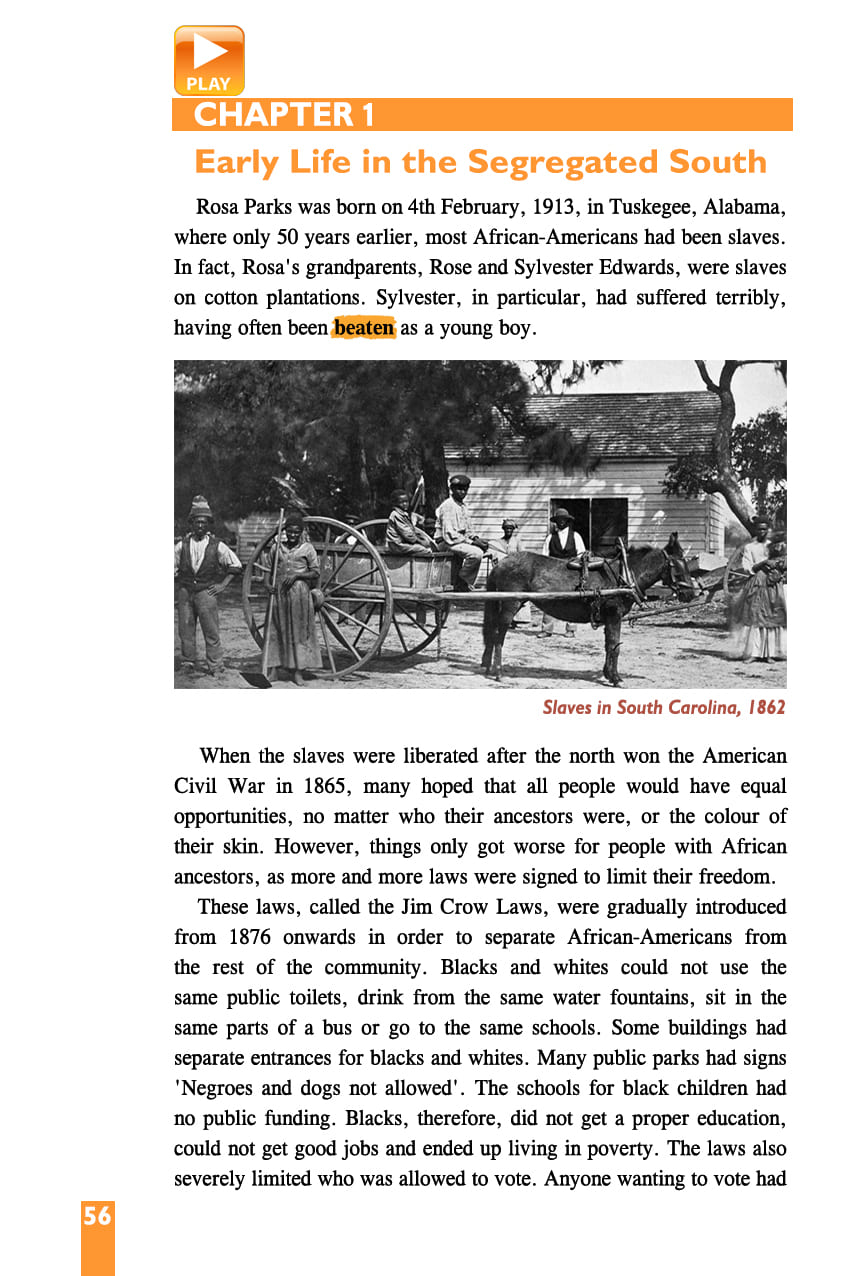 PLAY
CHAPTER 1
Early Life in the Segregated South
Rosa Parks was born on 4th February, 1913, in Tuskegee, Alabama,
where only 50 years earlier, most African-Americans had been slaves.
In fact, Rosa's grandparents, Rose and Sylvester Edwards, were slaves
on cotton plantations. Sylvester, in particular, had suffered terribly,
having often been beaten as a young boy.
Slaves in South Carolina, 1862
When the slaves were liberated after the north won the American
Civil War in 1865, many hoped that all people would have equal
opportunities, no matter who their ancestors were, or the colour of
their skin. However, things only got worse for people with African
ancestors, as more and more laws were signed to limit their freedom.
These laws, called the Jim Crow Laws, were gradually introduced
from 1876 onwards in order to separate African-Americans from
the rest of the community. Blacks and whites could not use the
same public toilets, drink from the same water fountains, sit in the
same parts of a bus or go to the same schools. Some buildings had
separate entrances for blacks and whites. Many public parks had signs
'Negroes and dogs not allowed'. The schools for black children had
no public funding. Blacks, therefore, did not get a proper education,
could not get good jobs and ended up living in poverty. The laws also
severely limited who was allowed to vote. Anyone wanting to vote had
56